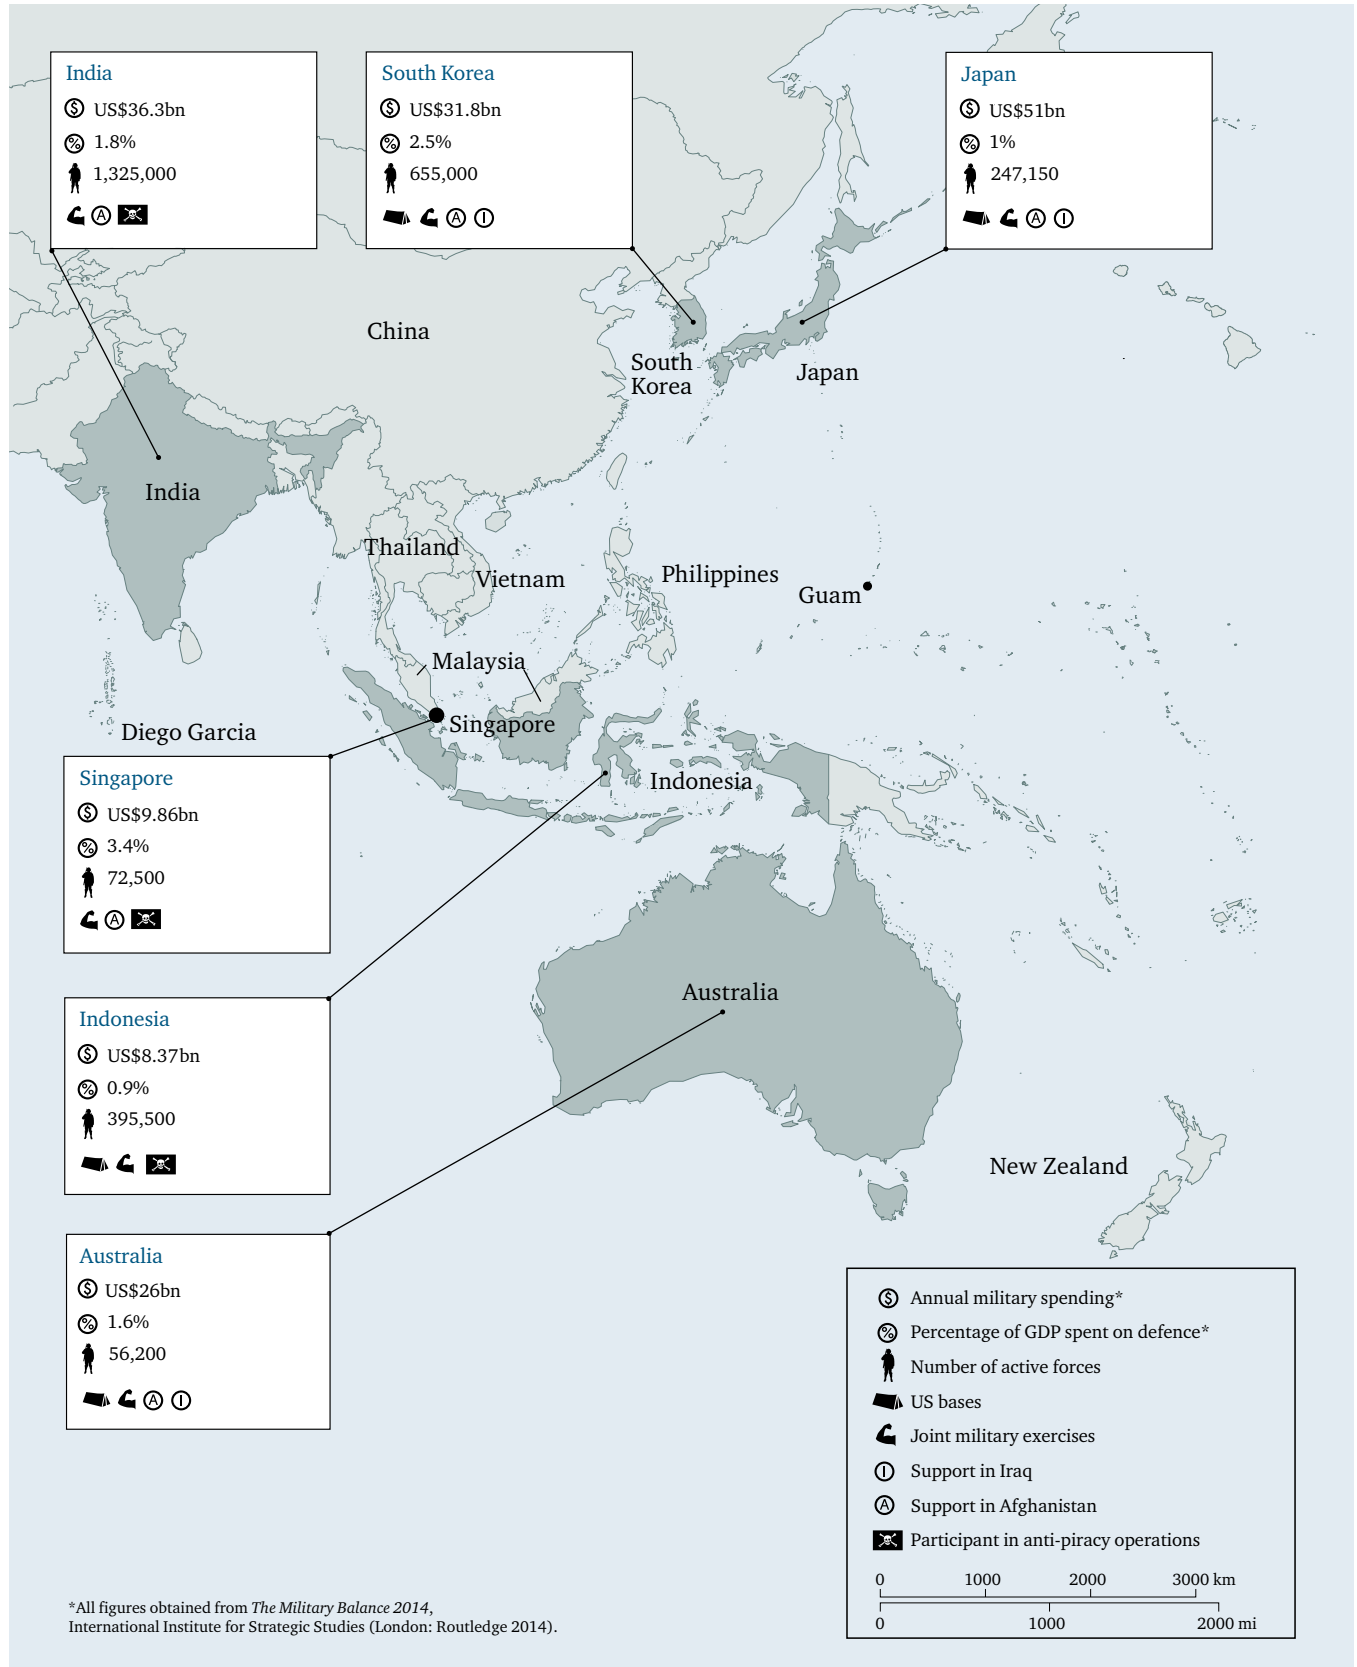 India
US$36.3bn
1.8%
1,325,000
A
South Korea
US$31.8bn
2.5%
655,000
A I
Japan
US$51bn
1%
247,150
A I
China
South
Korea
Japan
India
Thailand
Vietnam
Philippines
Guam
Malaysia
Singapore
Diego Garcia
Indonesia
Singapore
US$9.86bn
3.4%
72,500
A
Australia
Indonesia
US$8.37bn
0.9%
395,500
New Zealand
Australia
US$26bn
1.6%
56,200
A I
$ Annual military spending*
% Percentage of GDP spent on defence*
Number of active forces
US bases
Joint military exercises
I Support in Iraq
A Support in Afghanistan
Participant in anti-piracy operations
0 1000 2000 3000 km
0 1000 2000 mi
*All figures obtained from The Military Balance 2014,
International Institute for Strategic Studies (London: Routledge 2014).